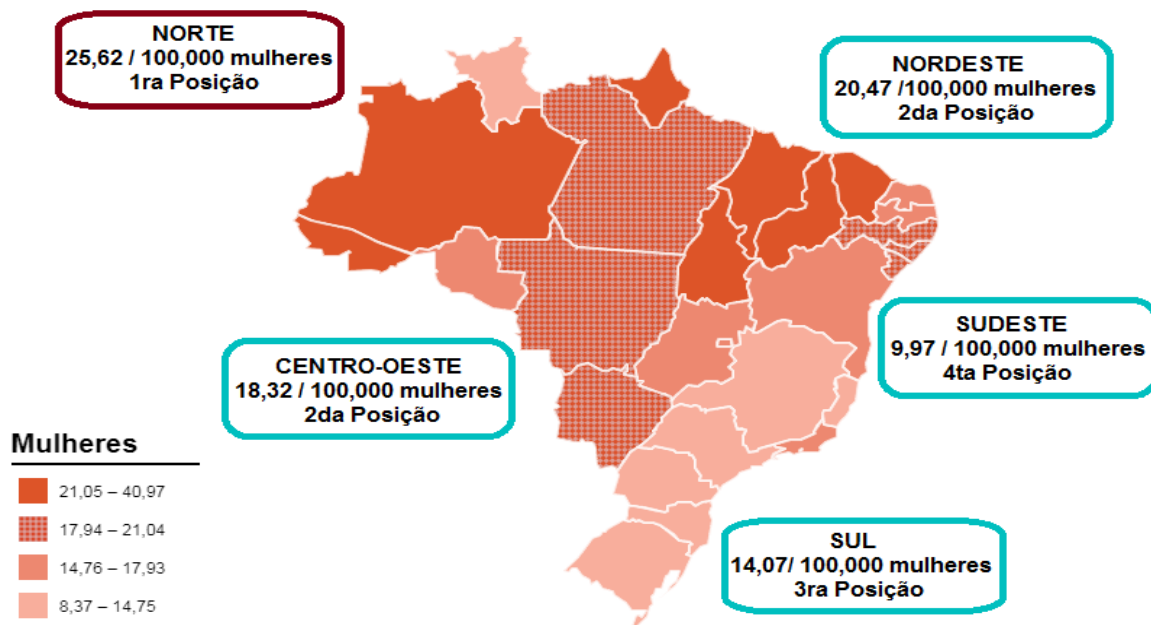 NORTE
25,62 / 100,000 mulheres
1ra Posição
NORDESTE
20,47 /100,000 mulheres
2da Posição
SUDESTE
9,97 / 100,000 mulheres
4ta Posição
CENTRO-OESTE
18,32 / 100,000 mulheres
2da Posição
Mulheres
21,05 – 40,97
17,94 – 21,04
14,76 – 17,93
8,37 – 14,75
SUL
14,07/ 100,000 mulheres
3ra Posição